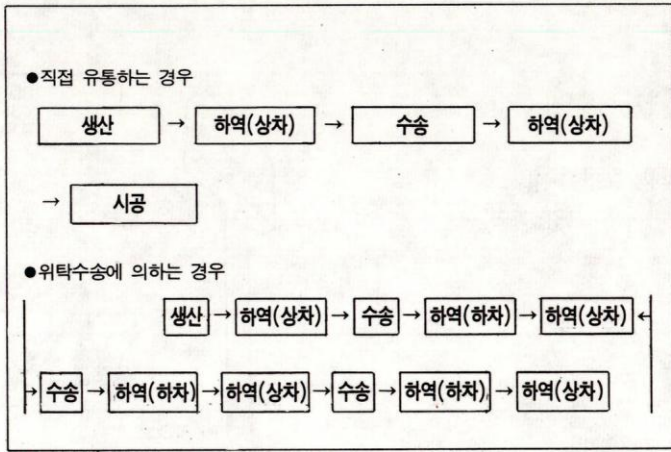 ●직접 유통하는 경우
생산 → 하역(상차) → 수송 → 하역(상차)
→ 시공
●위탁수송에 의하는 경우
생산 → 하역(상차) → 수송 → 하역(하차) → 하역(상차) ←
→ 수송 → 하역(하차) → 하역(상차) → 수송 → 하역(하차) → 하역(상차)